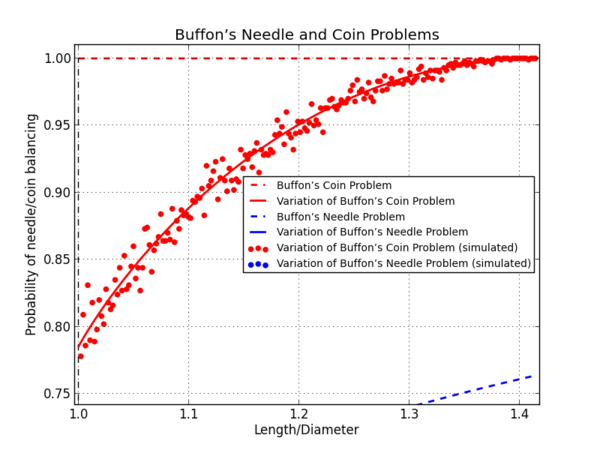 Buffon's Needle and Coin Problems
1.00
0.95
0.90
0.85
0.80
0.75
Probability of needle/coin balancing
Buffon's Coin Problem
Variation of Buffon's Coin Problem
Buffon's Needle Problem
Variation of Buffon's Needle Problem
Variation of Buffon's Coin Problem (simulated)
Variation of Buffon's Needle Problem (simulated)
1.0 1.1 1.2 1.3 1.4
Length/Diameter